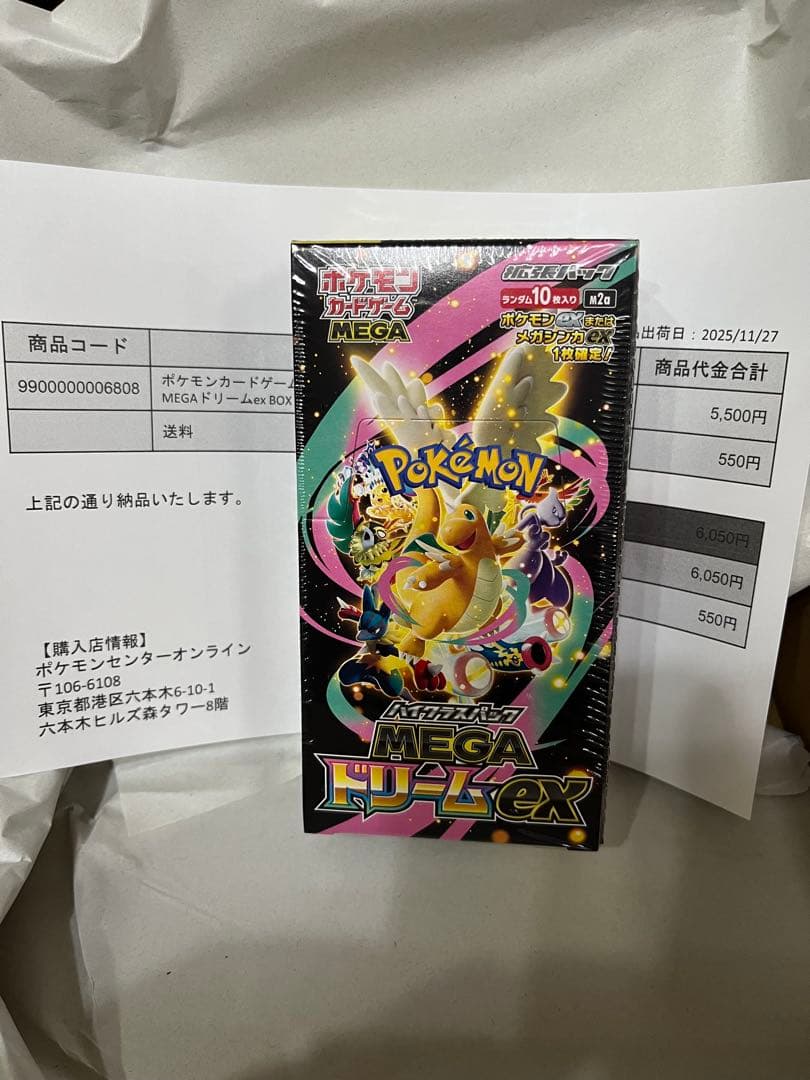 出荷日：2025/11/27
商品コード
商品代金合計
9900000006808
ポケモンカードゲーム
MEGAドリームex BOX
5,500円
送料
550円
6,050円
6,050円
550円
上記の通り納品いたします。
【購入店情報】
ポケモンセンターオンライン
〒106-6108
東京都港区六本木6-10-1
六本木ヒルズ森タワー8階
ポケモン
カードゲーム
MEGA
拡張パック
ランダム10枚入り
M2a
ポケモンexまたは
メガシンカex
1枚確定！
POKéMON
ハイクラスパック
MEGA
ドリームex